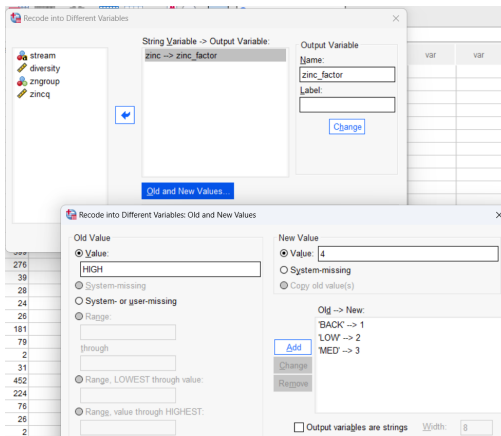 Recode into Different Variables
stream
diversity
zngroup
zincq
String Variable -> Output Variable:
zinc --> zinc_factor
Output Variable
Name:
zinc_factor
Label:
Change
Old and New Values...
var
var
Recode into Different Variables: Old and New Values
Old Value
Value:
HIGH
System-missing
System- or user-missing
Range:
through
Range, LOWEST through value:
Range, value through HIGHEST:
New Value
Value: 4
System-missing
Copy old value(s)
Old --> New:
'BACK' --> 1
'LOW' --> 2
'MED' --> 3
Add
Change
Remove
Output variables are strings Width: 8
276
39
28
24
26
181
79
2
31
452
224
76
26
2